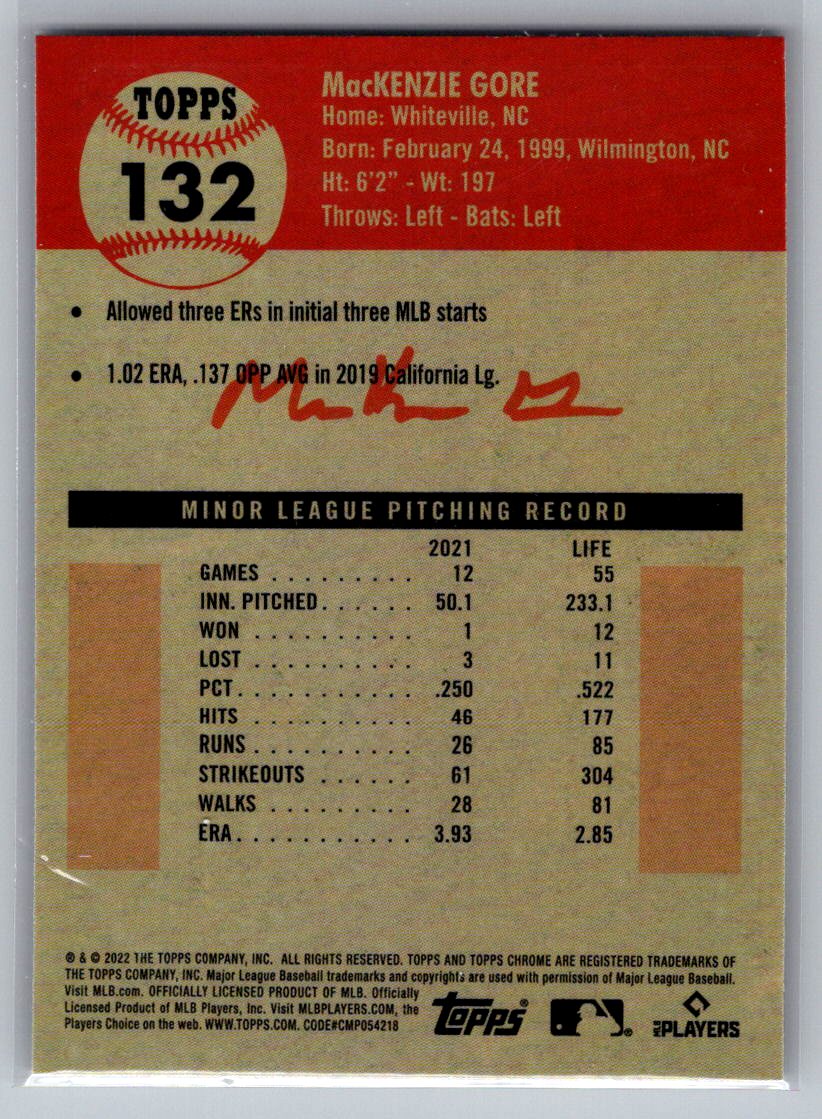 TOPPS
132
MacKENZIE GORE
Home: Whiteville, NC
Born: February 24, 1999, Wilmington, NC
Ht: 6'2" - Wt: 197
Throws: Left - Bats: Left
• Allowed three ERs in initial three MLB starts
• 1.02 ERA, .137 OPP AVG in 2019 California Lg.
MINOR LEAGUE PITCHING RECORD
2021 LIFE
GAMES . . . . . . . . . . 12 55
INN. PITCHED . . . . . . 50.1 233.1
WON . . . . . . . . . . 1 12
LOST . . . . . . . . . . 3 11
PCT. . . . . . . . . . . .250 .522
HITS . . . . . . . . . . 46 177
RUNS . . . . . . . . . . 26 85
STRIKEOUTS . . . . . . 61 304
WALKS . . . . . . . . . 28 81
ERA . . . . . . . . . . . 3.93 2.85
® & © 2022 THE TOPPS COMPANY, INC. ALL RIGHTS RESERVED. TOPPS AND TOPPS CHROME ARE REGISTERED TRADEMARKS OF
THE TOPPS COMPANY, INC. Major League Baseball trademarks and copyrights are used with permission of Major League Baseball.
Visit MLB.com. OFFICIALLY LICENSED PRODUCT OF MLB. Officially
Licensed Product of MLB Players, Inc. Visit MLBPLAYERS.COM, the
Players Choice on the web. WWW.TOPPS.COM. CODE#CMP054218
topps®
®
MLB PLAYERS